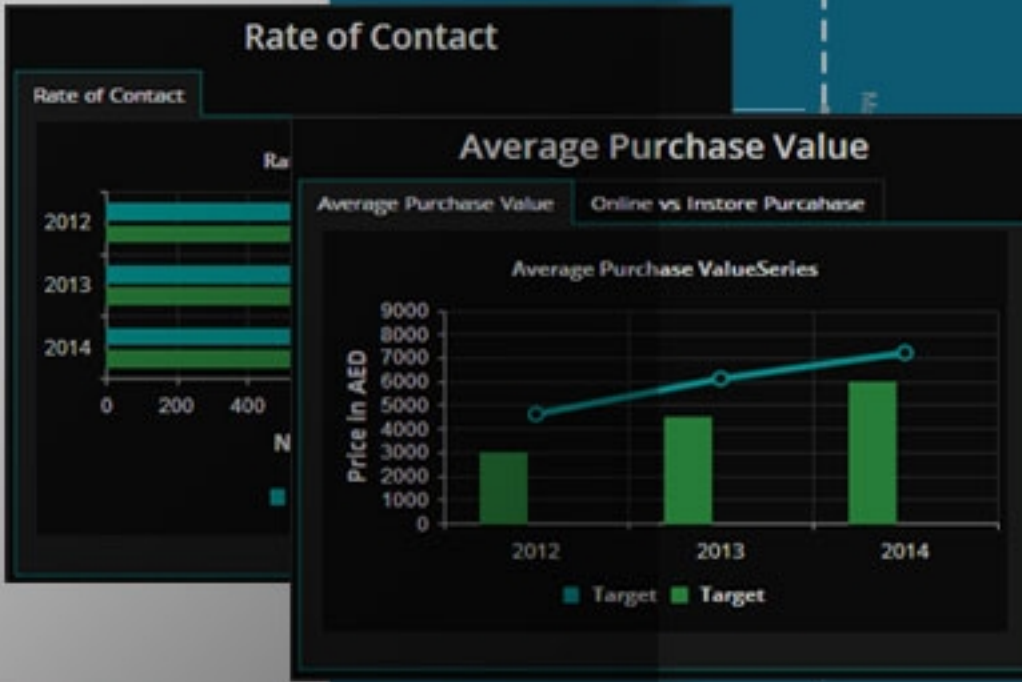 Rate of Contact
Rate of Contact
2012
2013
2014
0 200 400
Average Purchase Value
Average Purchase Value
Online vs Instore Purcahase
Average Purchase ValueSeries
Price in AED
9000
8000
7000
6000
5000
4000
3000
2000
1000
0
2012 2013 2014
Target Target